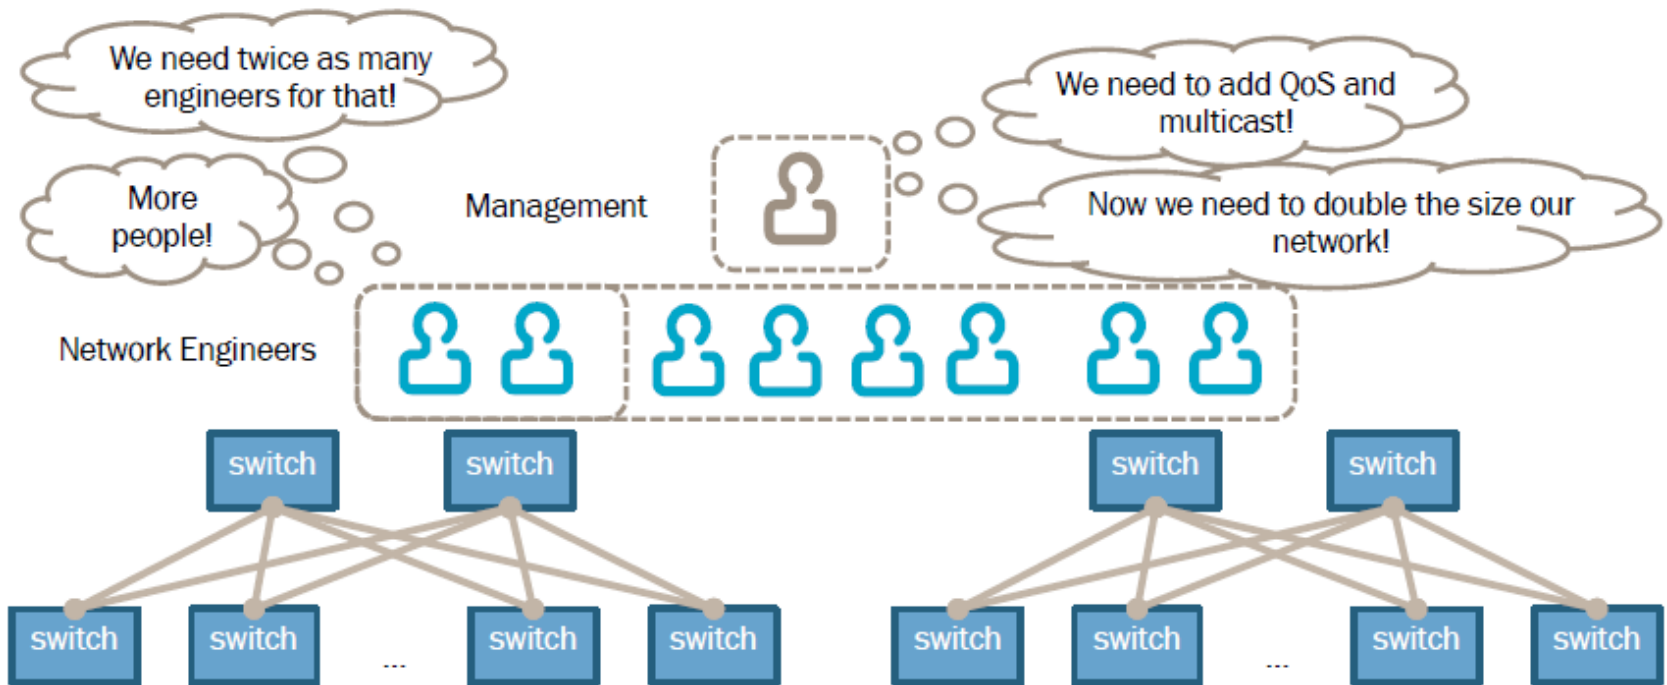 We need twice as many
engineers for that!
We need to add QoS and
multicast!
More
people!
Management
Now we need to double the size our
network!
Network Engineers
switch
switch
switch
switch
switch
switch
...
switch
switch
switch
switch
...
switch
switch